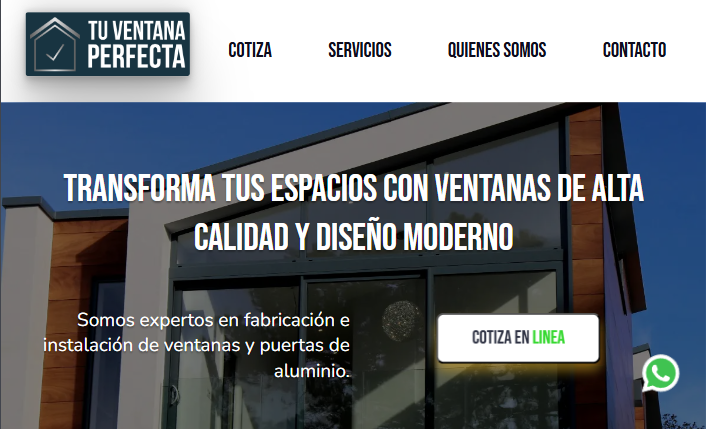 TU VENTANA
PERFECTA
COTIZA
SERVICIOS
QUIENES SOMOS
CONTACTO
TRANSFORMA TUS ESPACIOS CON VENTANAS DE ALTA
CALIDAD Y DISEÑO MODERNO
Somos expertos en fabricación e
instalación de ventanas y puertas de
aluminio.
COTIZA EN LINEA